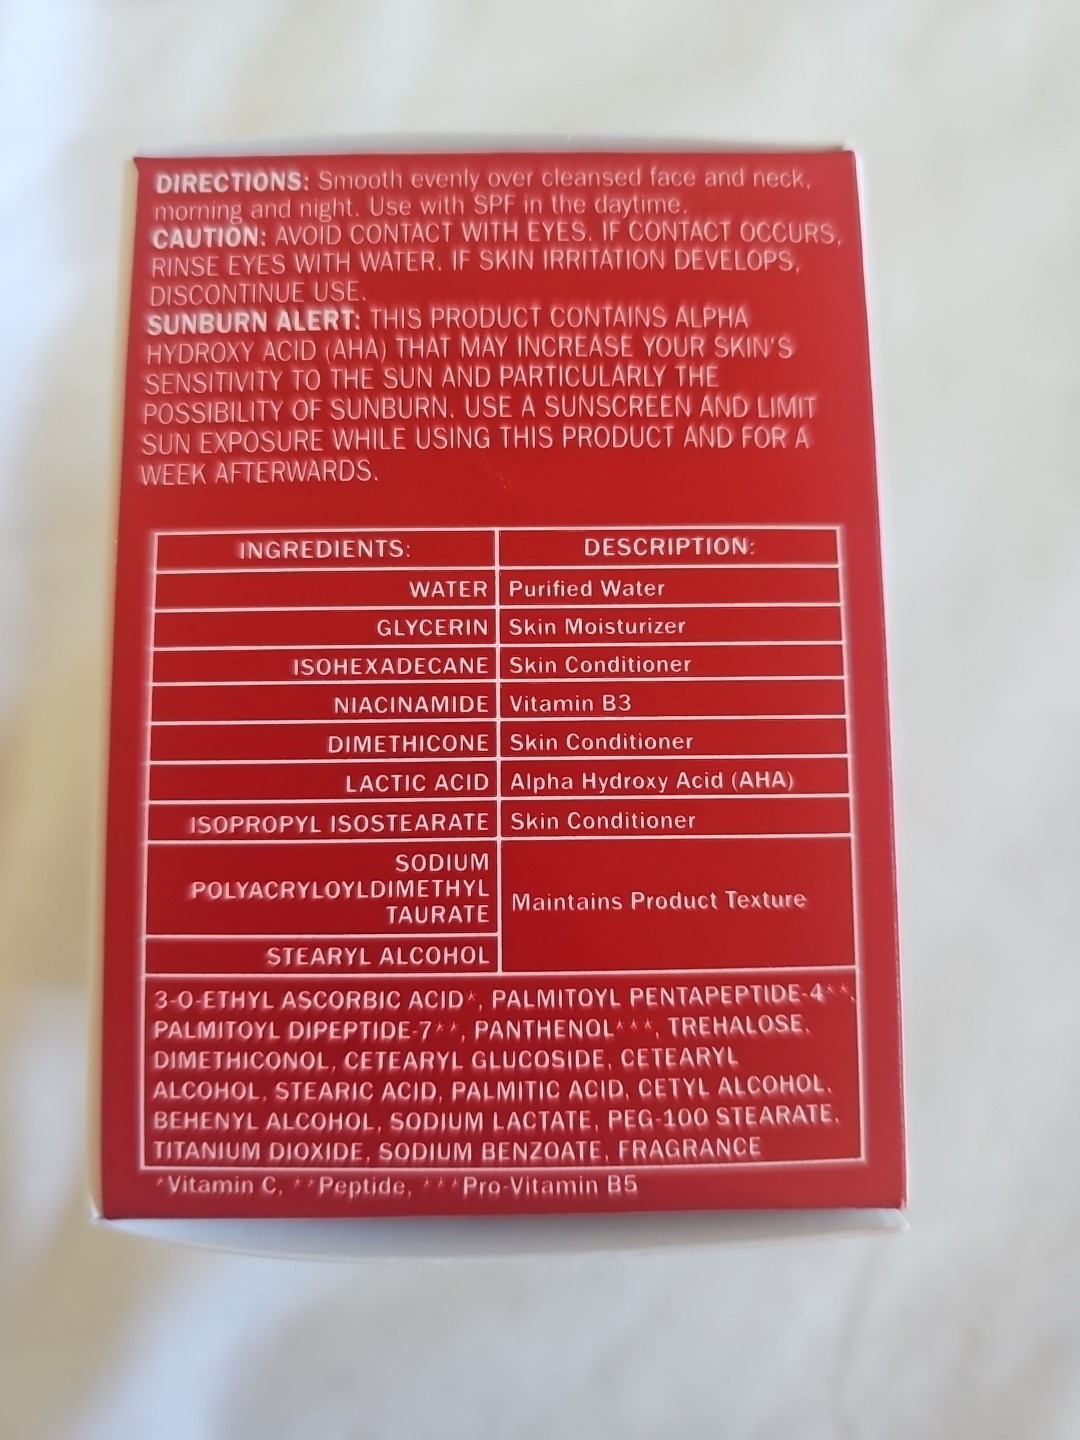 DIRECTIONS: Smooth evenly over cleansed face and neck,
morning and night. Use with SPF in the daytime.
CAUTION: AVOID CONTACT WITH EYES. IF CONTACT OCCURS,
RINSE EYES WITH WATER. IF SKIN IRRITATION DEVELOPS,
DISCONTINUE USE.
SUNBURN ALERT: THIS PRODUCT CONTAINS ALPHA
HYDROXY ACID (AHA) THAT MAY INCREASE YOUR SKIN'S
SENSITIVITY TO THE SUN AND PARTICULARLY THE
POSSIBILITY OF SUNBURN. USE A SUNSCREEN AND LIMIT
SUN EXPOSURE WHILE USING THIS PRODUCT AND FOR A
WEEK AFTERWARDS.
INGREDIENTS: DESCRIPTION:
WATER Purified Water
GLYCERIN Skin Moisturizer
ISOHEXADECANE Skin Conditioner
NIACINAMIDE Vitamin B3
DIMETHICONE Skin Conditioner
LACTIC ACID Alpha Hydroxy Acid (AHA)
ISOPROPYL ISOSTEARATE Skin Conditioner
SODIUM
POLYACRYLOYLDIMETHYL
TAURATE
Maintains Product Texture
STEARYL ALCOHOL
3-O-ETHYL ASCORBIC ACID*, PALMITOYL PENTAPEPTIDE-4**,
PALMITOYL DIPEPTIDE-7**, PANTHENOL***, TREHALOSE,
DIMETHICONOL, CETEARYL GLUCOSIDE, CETEARYL
ALCOHOL, STEARIC ACID, PALMITIC ACID, CETYL ALCOHOL,
BEHENYL ALCOHOL, SODIUM LACTATE, PEG-100 STEARATE,
TITANIUM DIOXIDE, SODIUM BENZOATE, FRAGRANCE
*Vitamin C, **Peptide, ***Pro-Vitamin B5